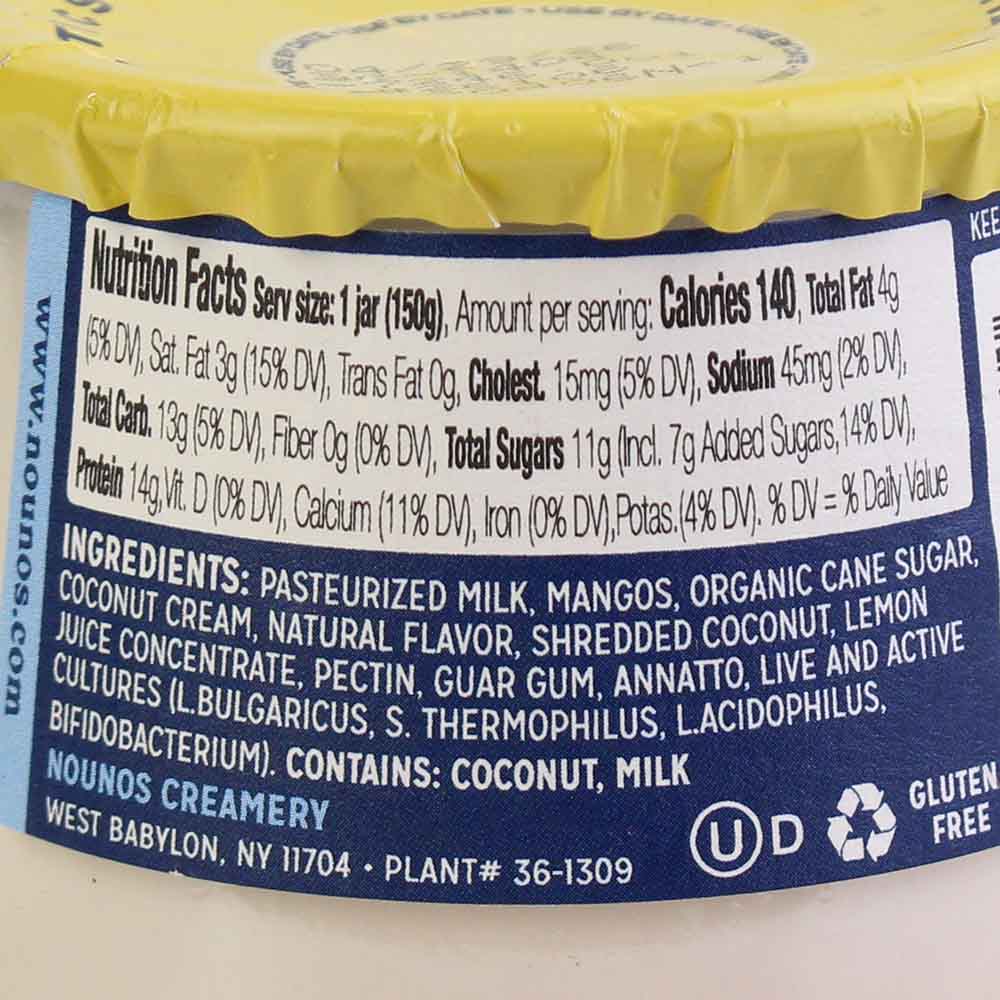 USE BY DATE • USE BY DATE
Nutrition Facts Serv size: 1 jar (150g), Amount per serving: Calories 140, Total Fat 4g
(5% DV), Sat. Fat 3g (15% DV), Trans Fat 0g, Cholest. 15mg (5% DV), Sodium 45mg (2% DV),
Total Carb. 13g (5% DV), Fiber 0g (0% DV), Total Sugars 11g (Incl. 7g Added Sugars, 14% DV),
Protein 14g, Vit. D (0% DV), Calcium (11% DV), Iron (0% DV), Potas. (4% DV). % DV = % Daily Value
INGREDIENTS: PASTEURIZED MILK, MANGOS, ORGANIC CANE SUGAR,
COCONUT CREAM, NATURAL FLAVOR, SHREDDED COCONUT, LEMON
JUICE CONCENTRATE, PECTIN, GUAR GUM, ANNATTO, LIVE AND ACTIVE
CULTURES (L.BULGARICUS, S. THERMOPHILUS, L.ACIDOPHILUS,
BIFIDOBACTERIUM). CONTAINS: COCONUT, MILK
NOUNOS CREAMERY
WEST BABYLON, NY 11704 • PLANT# 36-1309
U D
GLUTEN
FREE
www.nounos.com
KEE